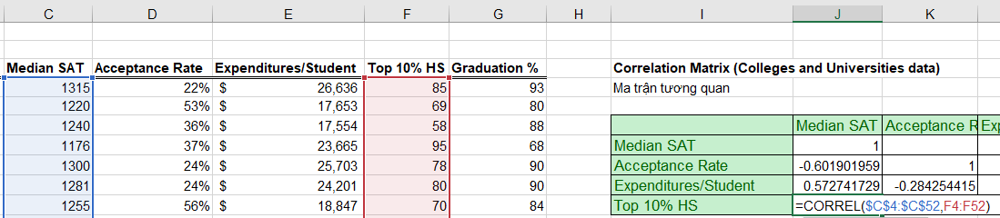 C D E F G H I J K
Median SAT Acceptance Rate Expenditures/Student Top 10% HS Graduation % Correlation Matrix (Colleges and Universities data)
1315 22% $ 26,636 85 93 Ma trận tương quan
1220 53% $ 17,653 69 80
1240 36% $ 17,554 58 88 Median SAT Acceptance R Exp
1176 37% $ 23,665 95 68 Median SAT 1
1300 24% $ 25,703 78 90 Acceptance Rate -0.601901959 1
1281 24% $ 24,201 80 90 Expenditures/Student 0.572741729 -0.284254415
1255 56% $ 18,847 70 84 Top 10% HS =CORREL($C$4:$C$52,F4:F52)